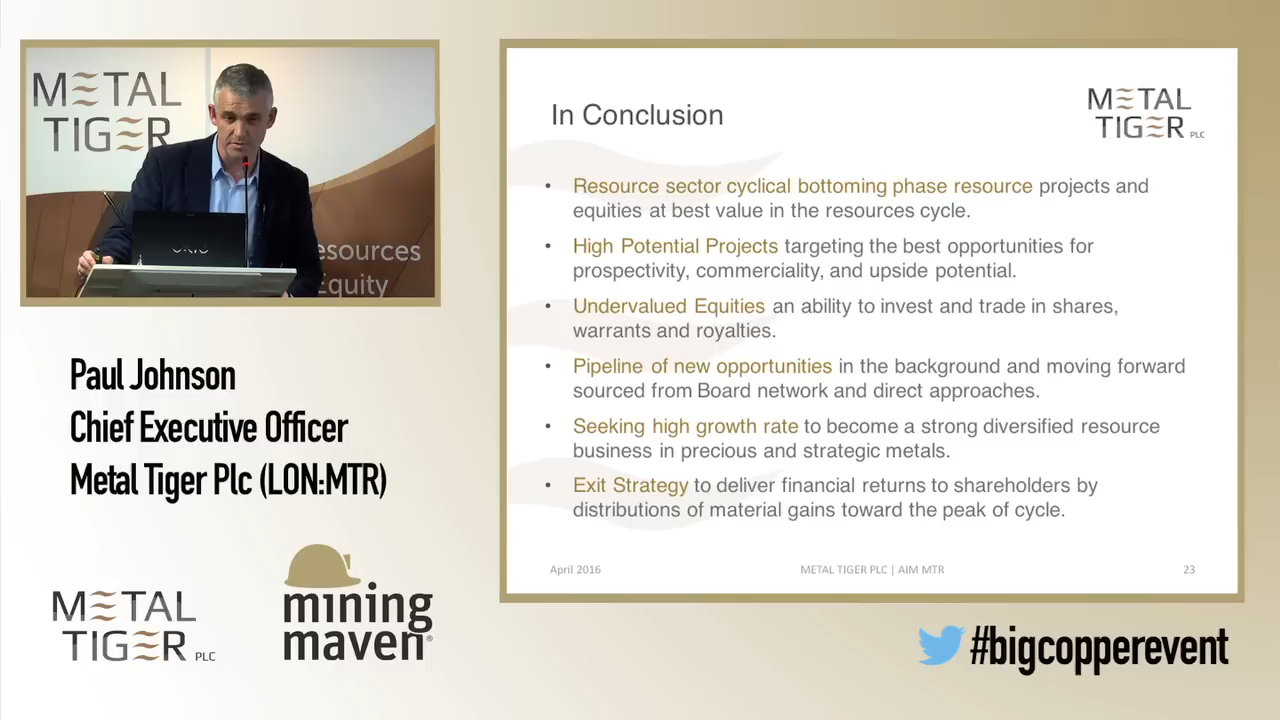 METAL
TIGER
esources
Equity
Paul Johnson
Chief Executive Officer
Metal Tiger Plc (LON:MTR)
METAL
TIGER PLC
mining
maven®
In Conclusion
METAL
TIGER PLC
• Resource sector cyclical bottoming phase resource projects and
equities at best value in the resources cycle.
• High Potential Projects targeting the best opportunities for
prospectivity, commerciality, and upside potential.
• Undervalued Equities an ability to invest and trade in shares,
warrants and royalties.
• Pipeline of new opportunities in the background and moving forward
sourced from Board network and direct approaches.
• Seeking high growth rate to become a strong diversified resource
business in precious and strategic metals.
• Exit Strategy to deliver financial returns to shareholders by
distributions of material gains toward the peak of cycle.
April 2016 METAL TIGER PLC | AIM MTR 23
#bigcopperevent